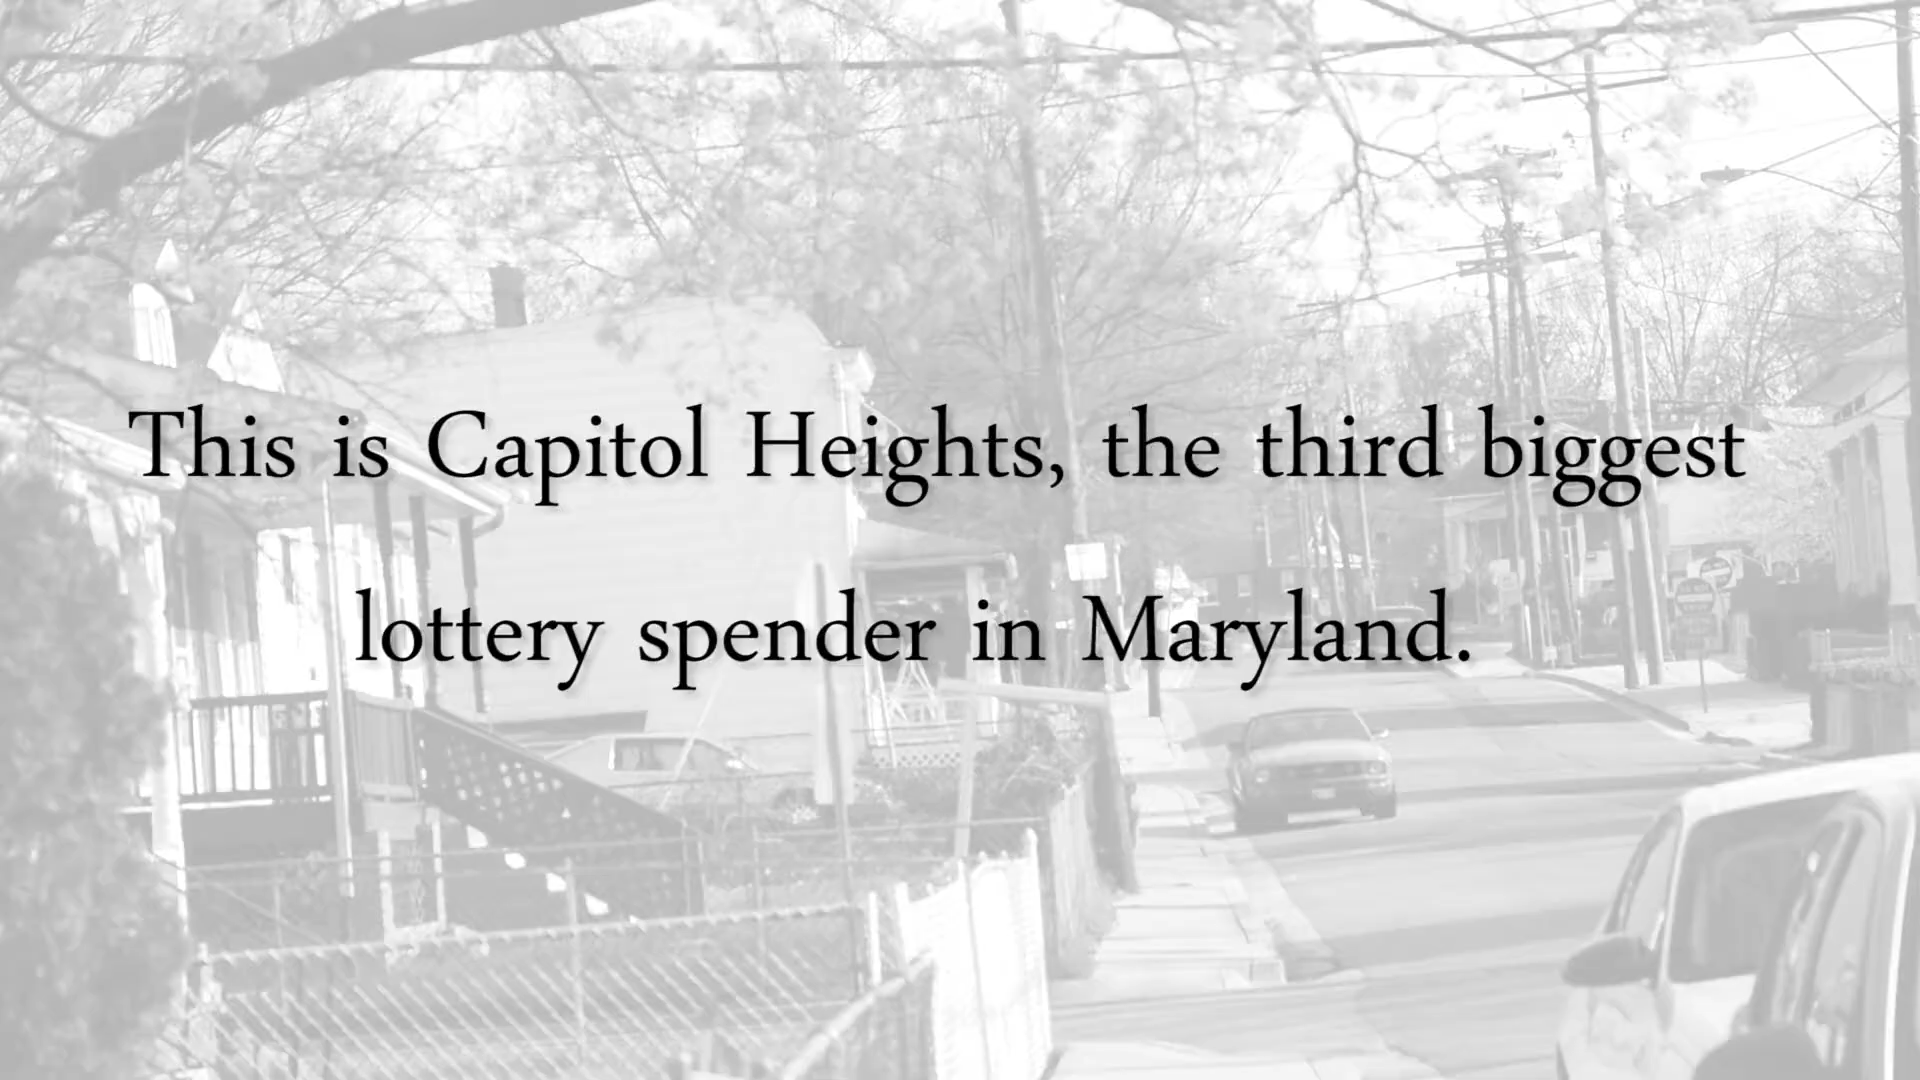 This is Capitol Heights, the third biggest
lottery spender in Maryland.